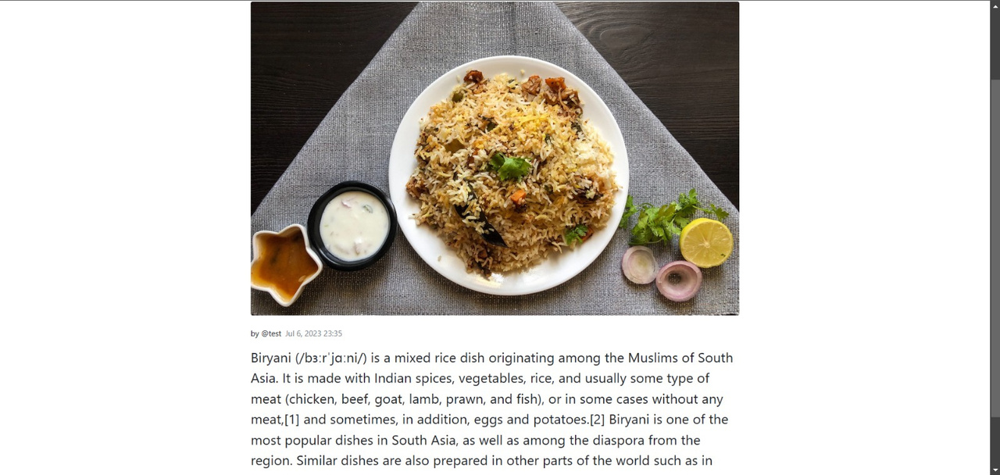 by @test Jul 6, 2023 23:35
Biryani (/bɜːrˈjɑːni/) is a mixed rice dish originating among the Muslims of South
Asia. It is made with Indian spices, vegetables, rice, and usually some type of
meat (chicken, beef, goat, lamb, prawn, and fish), or in some cases without any
meat,[1] and sometimes, in addition, eggs and potatoes.[2] Biryani is one of the
most popular dishes in South Asia, as well as among the diaspora from the
region. Similar dishes are also prepared in other parts of the world such as in